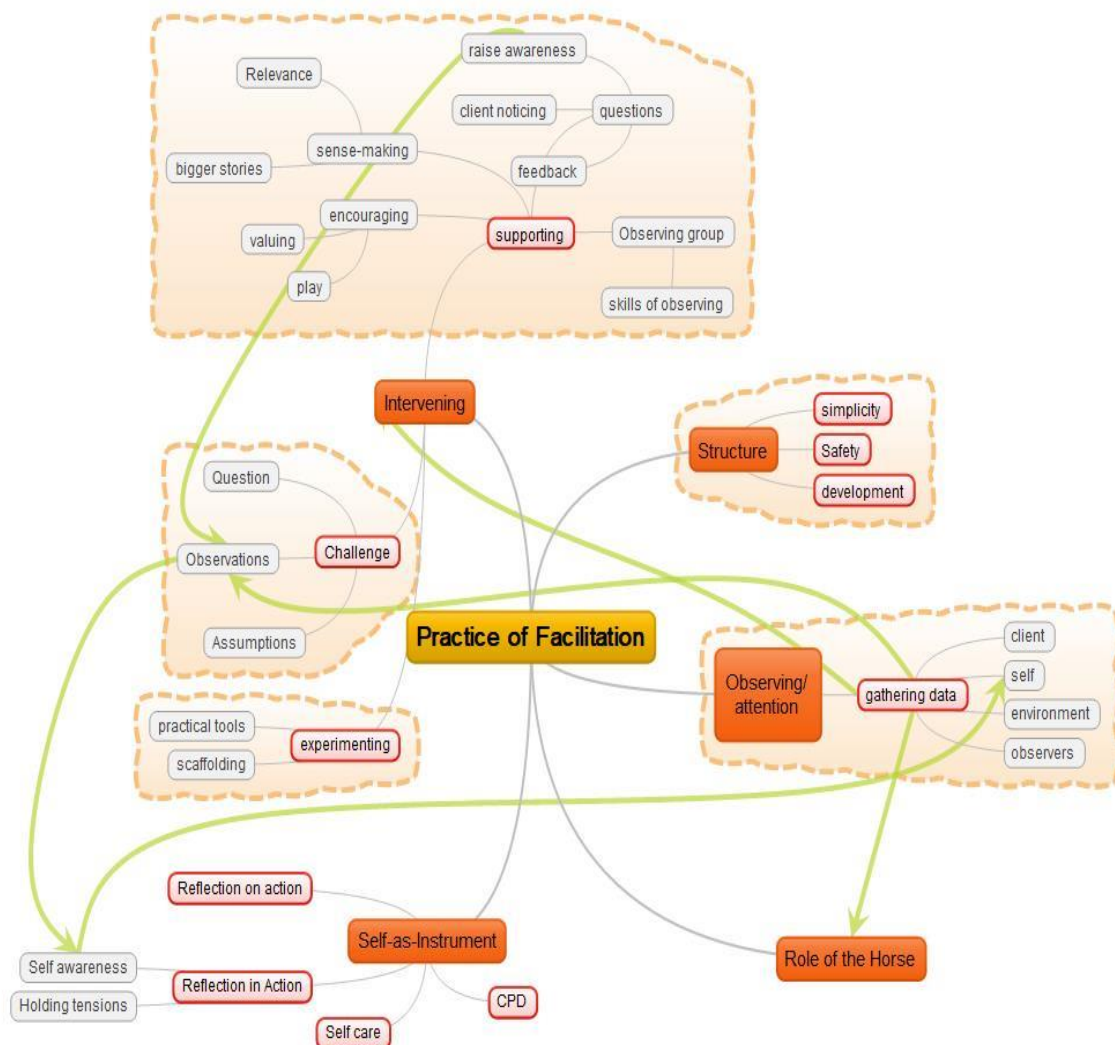 raise awareness
Relevance
client noticing
questions
sense-making
bigger stories
feedback
encouraging
valuing
supporting
Observing group
play
skills of observing
Intervening
simplicity
Structure
Safety
development
Question
Observations
Challenge
Assumptions
Practice of Facilitation
client
Observing/
attention
gathering data
self
environment
observers
practical tools
experimenting
scaffolding
Reflection on action
Self-as-Instrument
Role of the Horse
Self awareness
Reflection in Action
Holding tensions
CPD
Self care